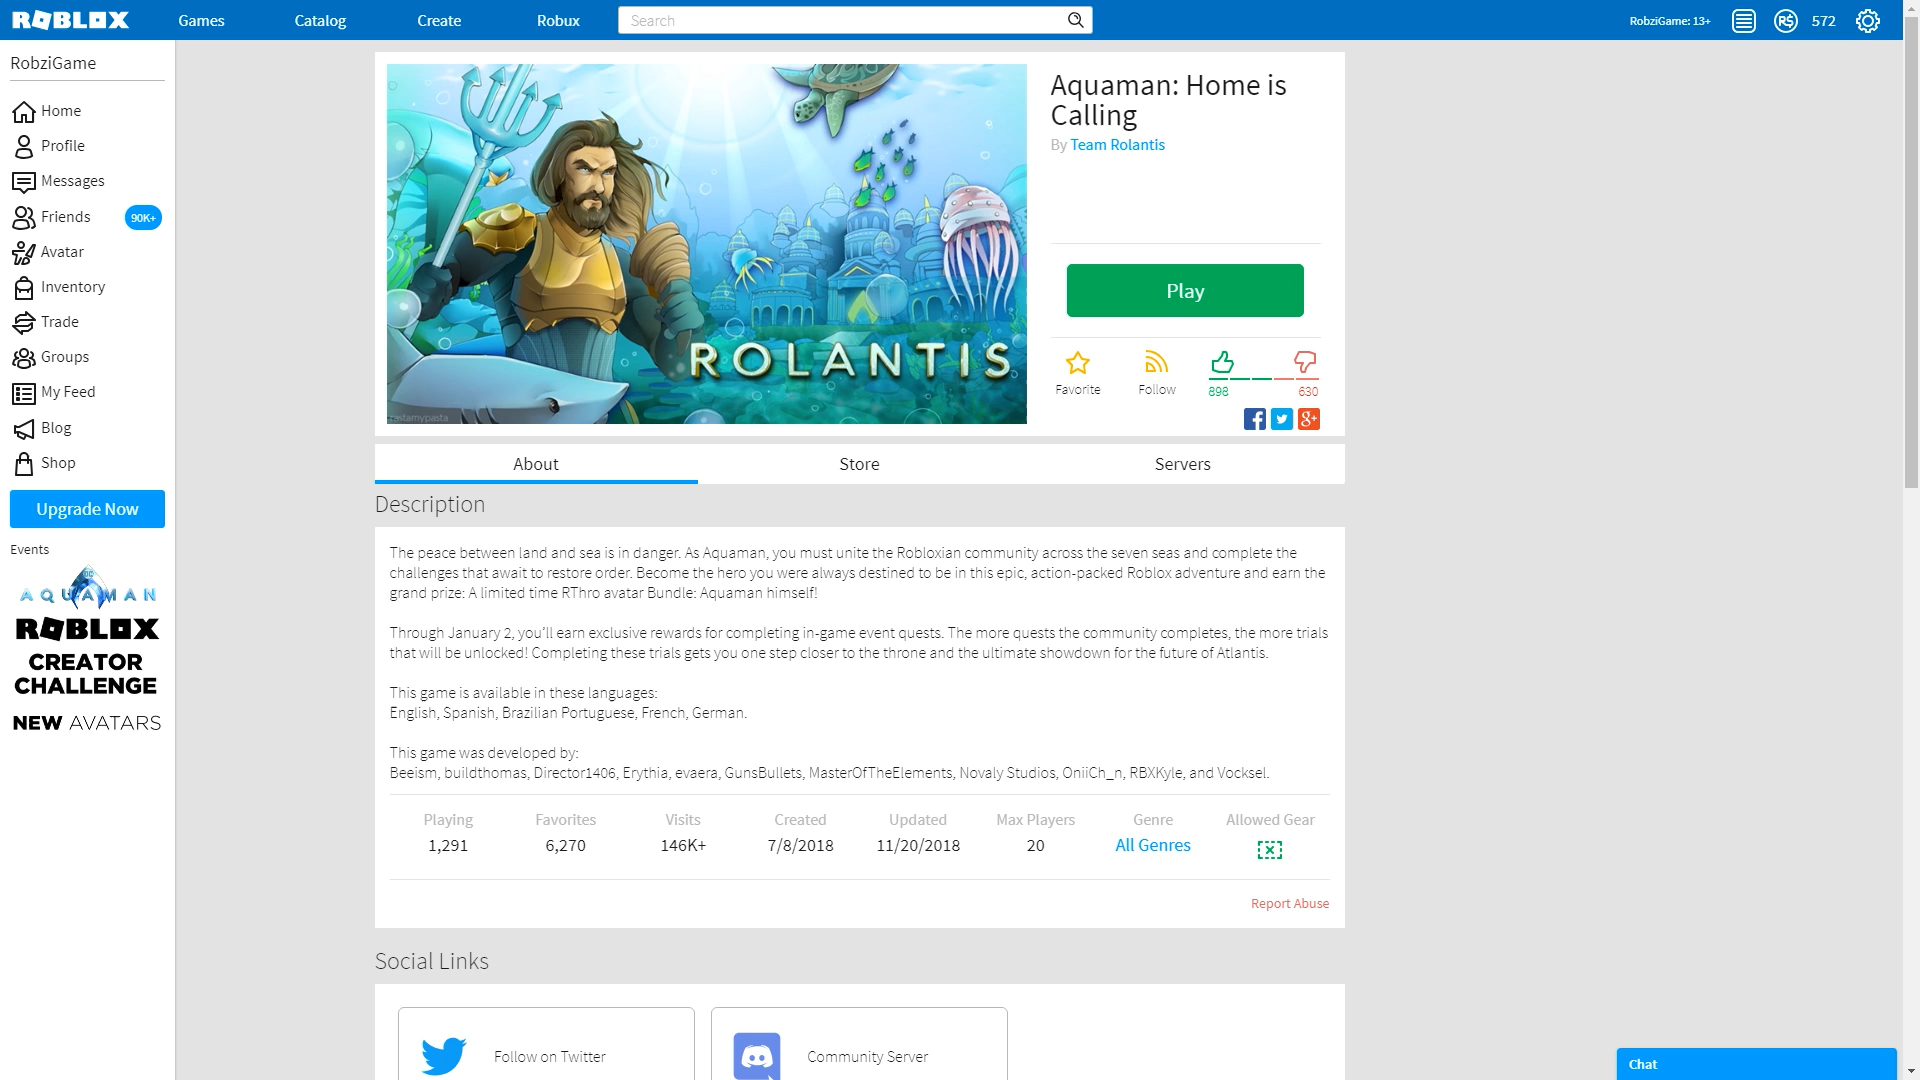 ROBLOX
Games
Catalog
Create
Robux
Search
RobziGame: 13+
572
RobziGame
Home
Profile
Messages
Friends
90K+
Avatar
Inventory
Trade
Groups
My Feed
Blog
Shop
Upgrade Now
Events
AQUAMAN
ROBLOX
CREATOR
CHALLENGE
NEW AVATARS
ROLANTIS
Aquaman: Home is
Calling
By Team Rolantis
Play
Favorite
Follow
898
630
About
Store
Servers
Description
The peace between land and sea is in danger. As Aquaman, you must unite the Robloxian community across the seven seas and complete the
challenges that await to restore order. Become the hero you were always destined to be in this epic, action-packed Roblox adventure and earn the
grand prize: A limited time RThro avatar Bundle: Aquaman himself!
Through January 2, you’ll earn exclusive rewards for completing in-game event quests. The more quests the community completes, the more trials
that will be unlocked! Completing these trials gets you one step closer to the throne and the ultimate showdown for the future of Atlantis.
This game is available in these languages:
English, Spanish, Brazilian Portuguese, French, German.
This game was developed by:
Beeism, buildthomas, Director1406, Erythia, evaera, GunsBullets, MasterOfTheElements, Novaly Studios, OniiCh_n, RBXKyle, and Vocksel.
Playing
Favorites
Visits
Created
Updated
Max Players
Genre
Allowed Gear
1,291
6,270
146K+
7/8/2018
11/20/2018
20
All Genres
Report Abuse
Social Links
Follow on Twitter
Community Server
Chat